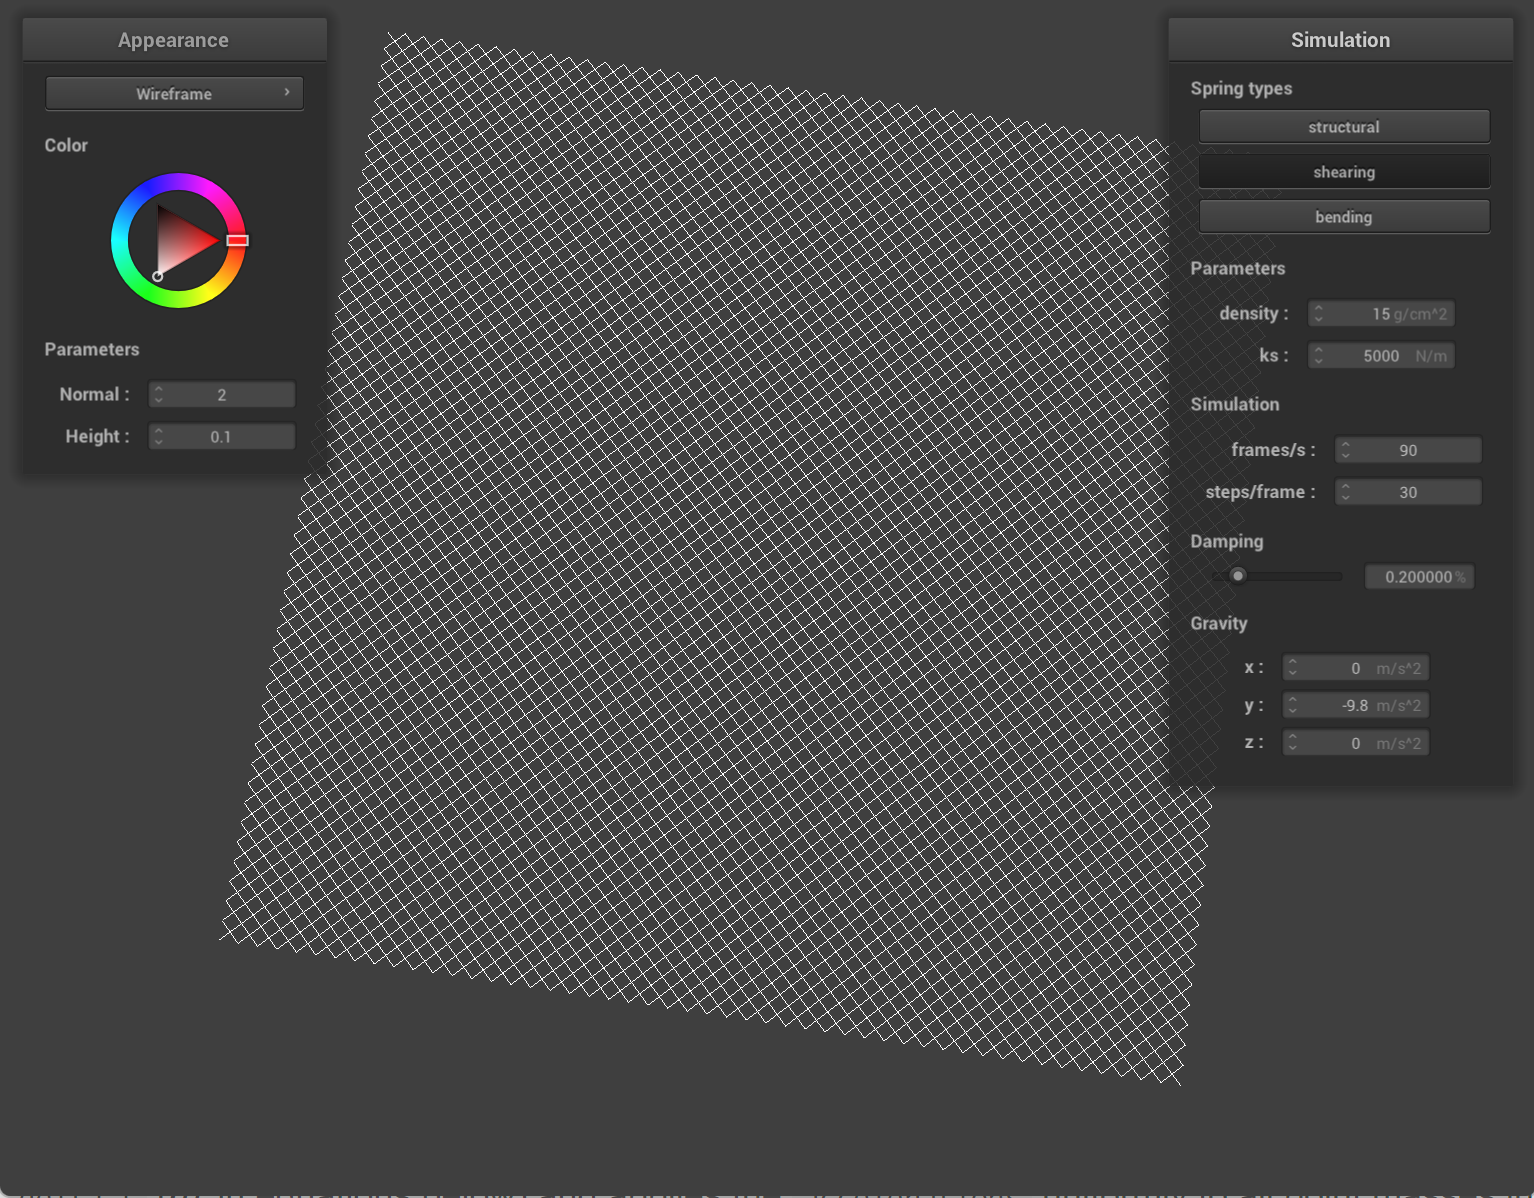 Appearance
Wireframe
Color
Parameters
Normal : 2
Height : 0.1
Simulation
Spring types
structural
shearing
bending
Parameters
density : 15 g/cm^2
ks : 5000 N/m
Simulation
frames/s : 90
steps/frame : 30
Damping
0.200000 %
Gravity
x : 0 m/s^2
y : -9.8 m/s^2
z : 0 m/s^2